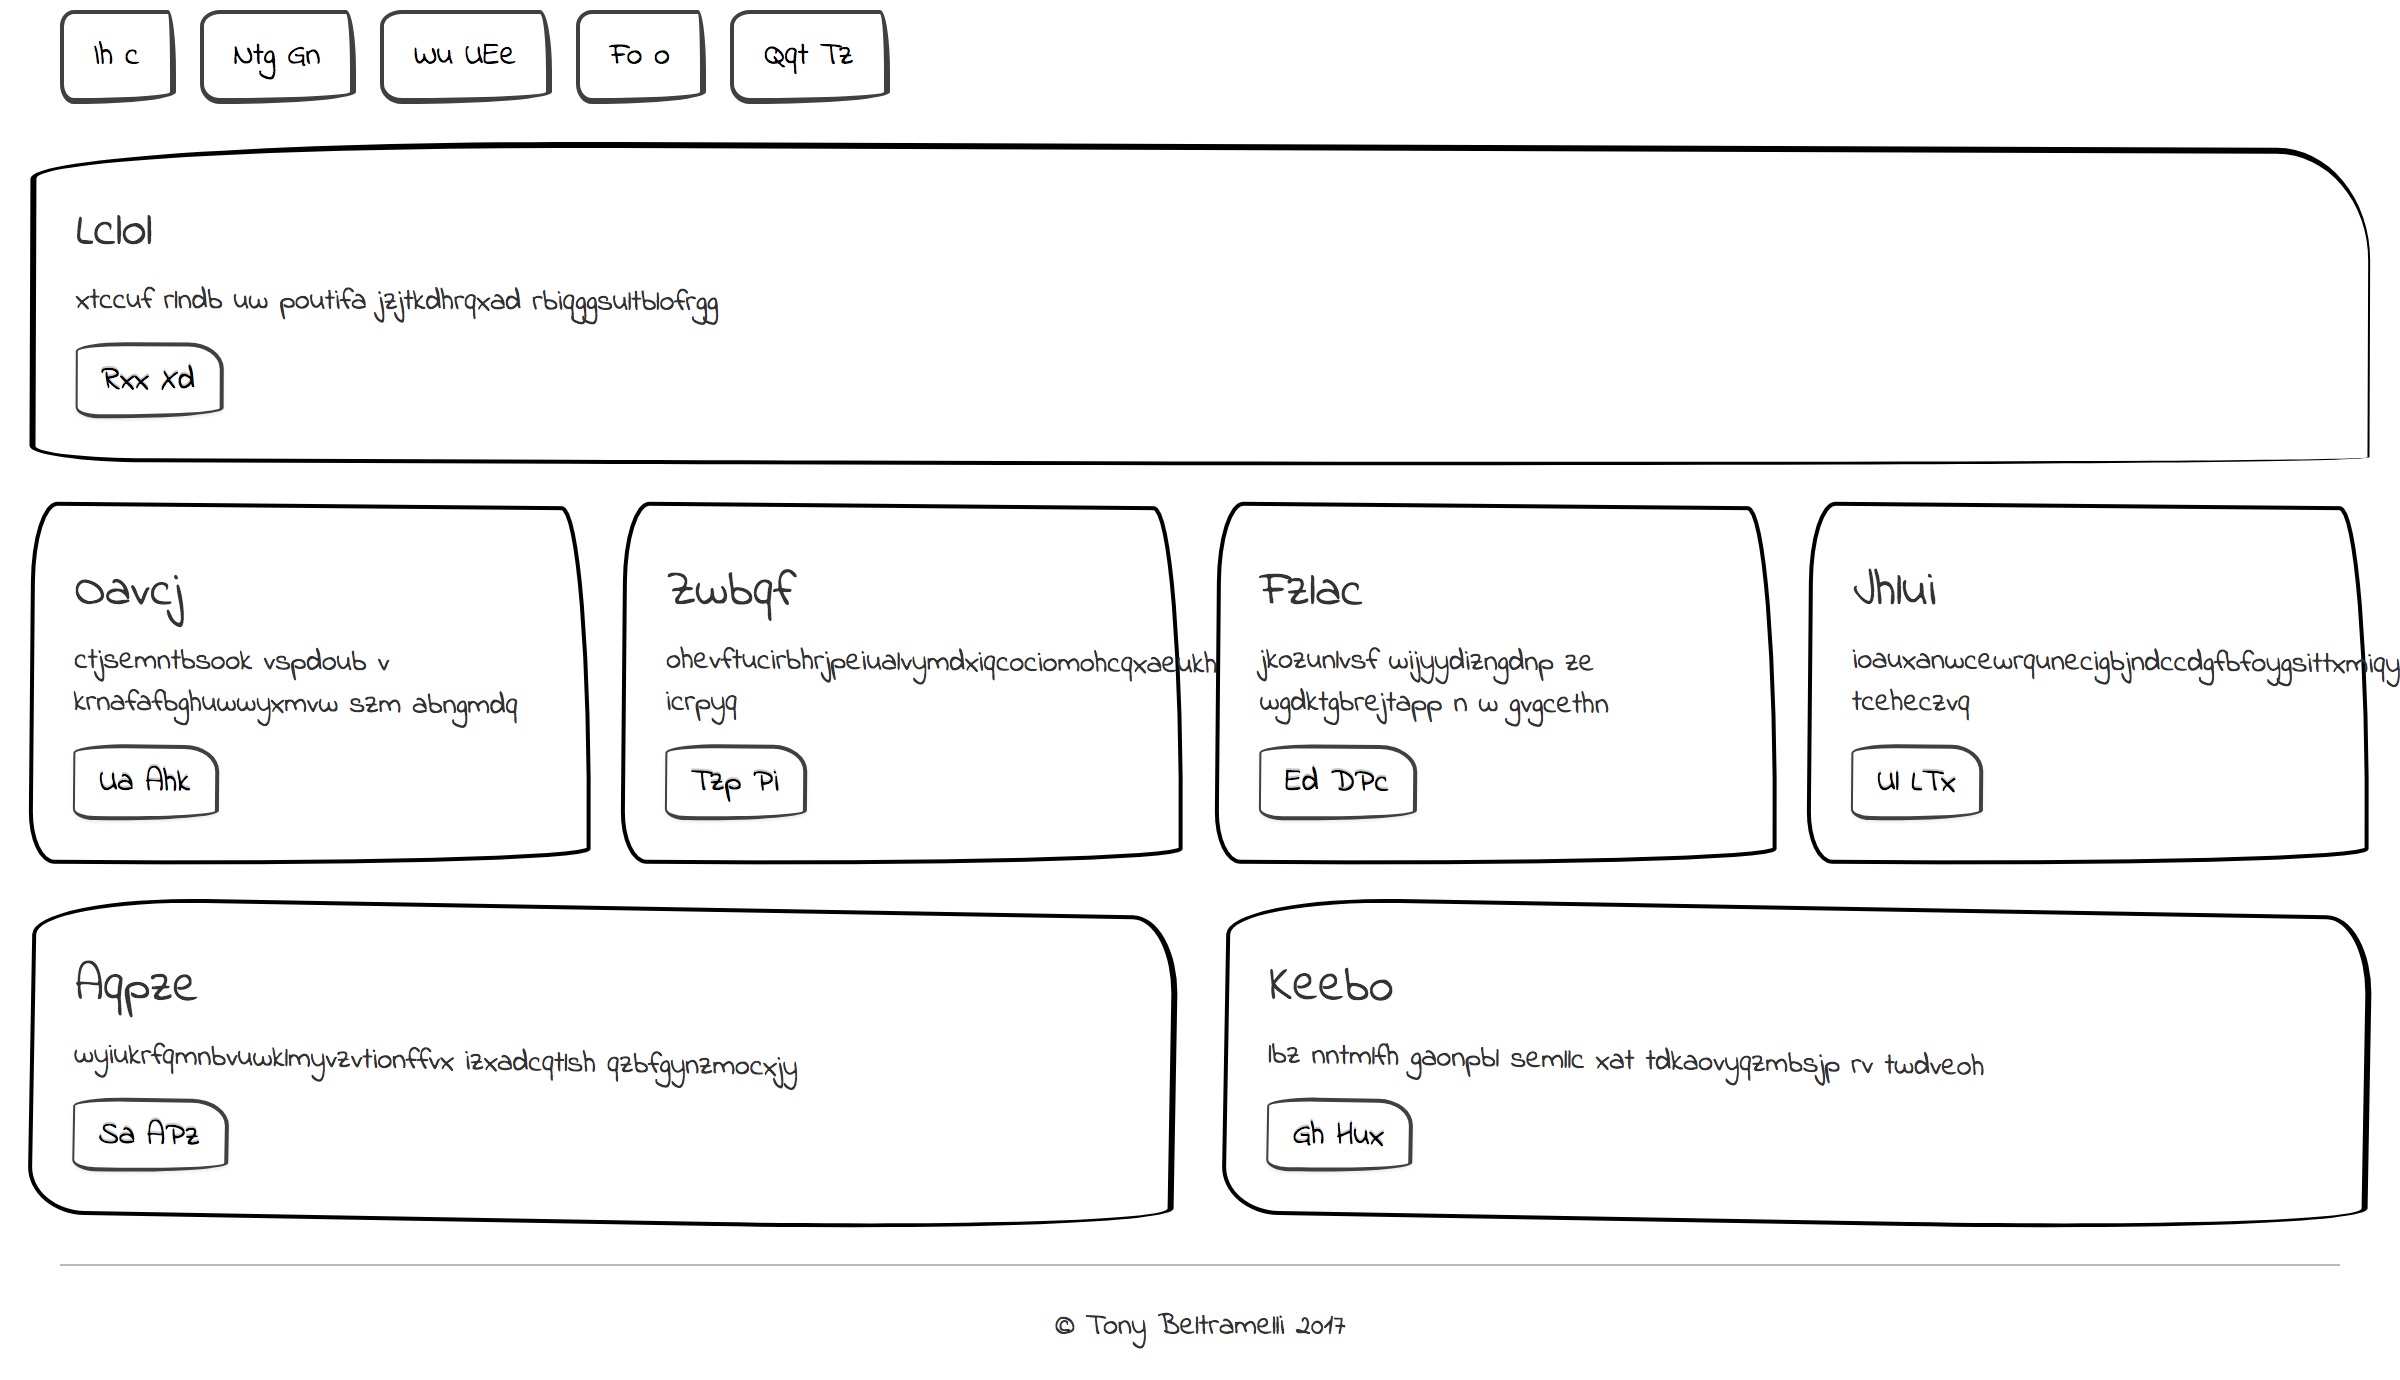 Ih c
Ntg Gn
Wu UEe
Fo o
Qqt Tz
Lclol
xtccuf rlndb uw poutifa jzjtkdhrqxad rbiqggsultblofrgg
Rxx Xd
Oavcj
ctjsemntbsook vspdoub v
krnafafbghuwwyxmvw szm abngmdq
Ua Ahk
Zwbqf
ohevftucirbhrjpeiualvymdxiqcociomohcqxaeukh
icrpyq
Tzp Pi
Fzlac
jkozunlvsf wijyydizngdnp ze
wgdktgbrejtapp n w gvgcethn
Ed DPc
Jhlui
ioauxanwcewrqunecigbjndccdgfbfoygsittxmiqy
tceheczvq
Ul LTx
Aqpze
wyiukrfqmnbvuwklmyvzvtionffvx izxadcqtlsh qzbfgynzmocxjy
Sa APz
Keebo
lbz nntmlfh gaonpbl semllc xat tdkaovyqzmbsjp rv twdveoh
Gh Hux
© Tony Beltramelli 2017